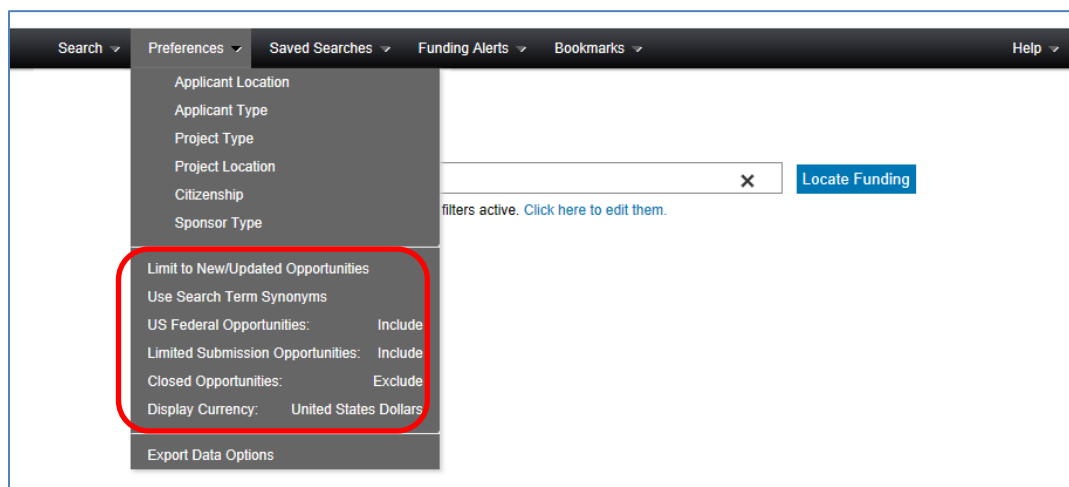 Search Preferences Saved Searches Funding Alerts Bookmarks Help
Applicant Location
Applicant Type
Project Type
Project Location
Locate Funding
Citizenship
filters active. Click here to edit them.
Sponsor Type
Limit to New/Updated Opportunities
Use Search Term Synonyms
US Federal Opportunities: Include
Limited Submission Opportunities: Include
Closed Opportunities: Exclude
Display Currency: United States Dollars
Export Data Options